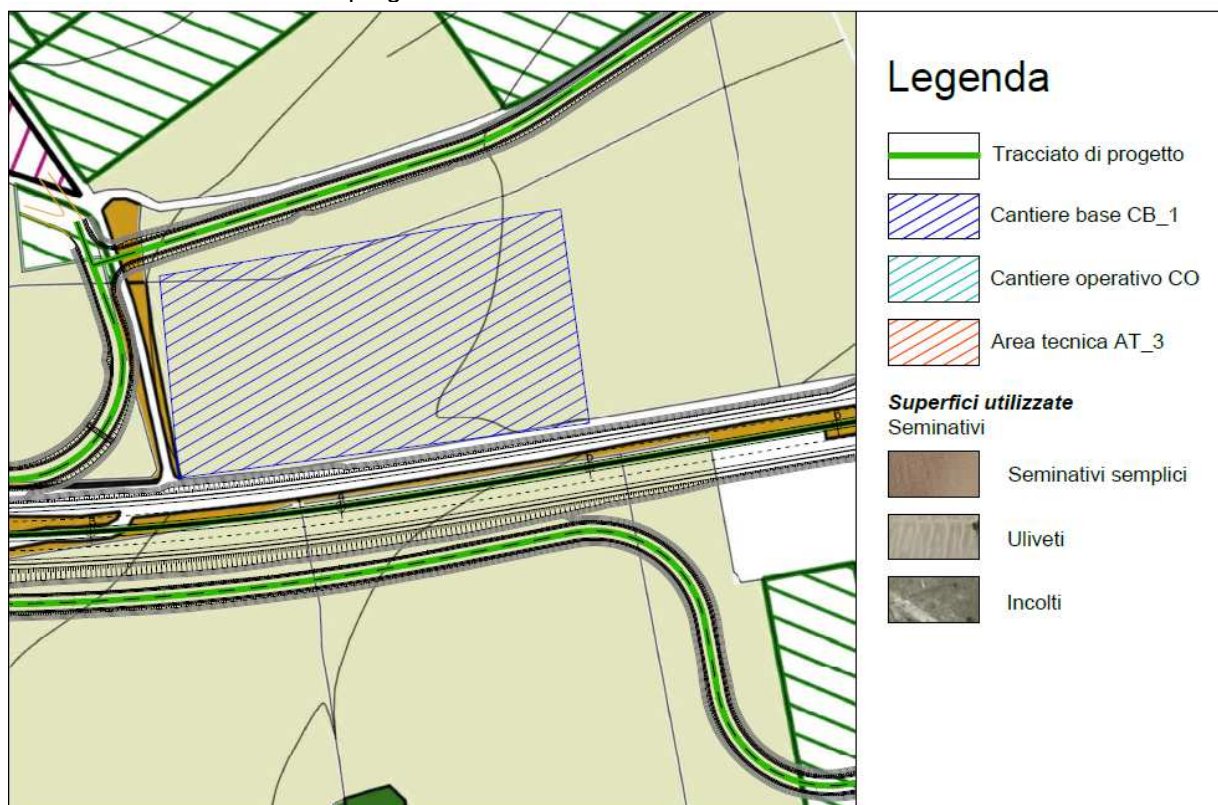 Legenda
Tracciato di progetto
Cantiere base CB_1
Cantiere operativo CO
Area tecnica AT_3
Superfici utilizzate
Seminativi
Seminativi semplici
Uliveti
Incolti